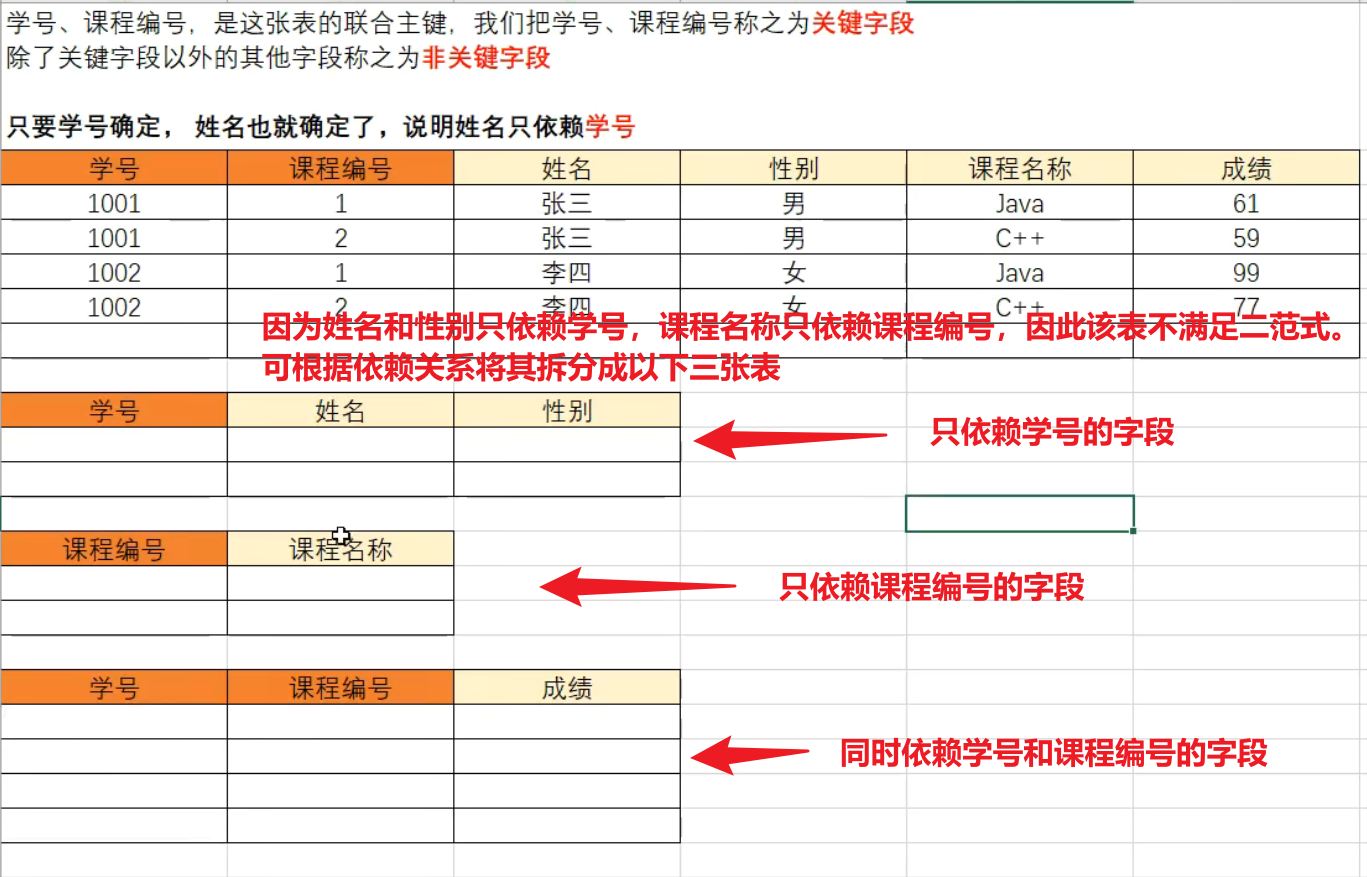 学号、课程编号，是这张表的联合主键，我们把学号、课程编号称之为关键字段
除了关键字段以外的其他字段称之为非关键字段
只要学号确定， 姓名也就确定了，说明姓名只依赖学号
学号 课程编号 姓名 性别 课程名称 成绩
1001 1 张三 男 Java 61
1001 2 张三 男 C++ 59
1002 1 李四 女 Java 99
1002 2 李四 女 C++ 77
因为姓名和性别只依赖学号，课程名称只依赖课程编号，因此该表不满足二范式。
可根据依赖关系将其拆分成以下三张表
学号 姓名 性别
只依赖学号的字段
课程编号 课程名称
只依赖课程编号的字段
学号 课程编号 成绩
同时依赖学号和课程编号的字段